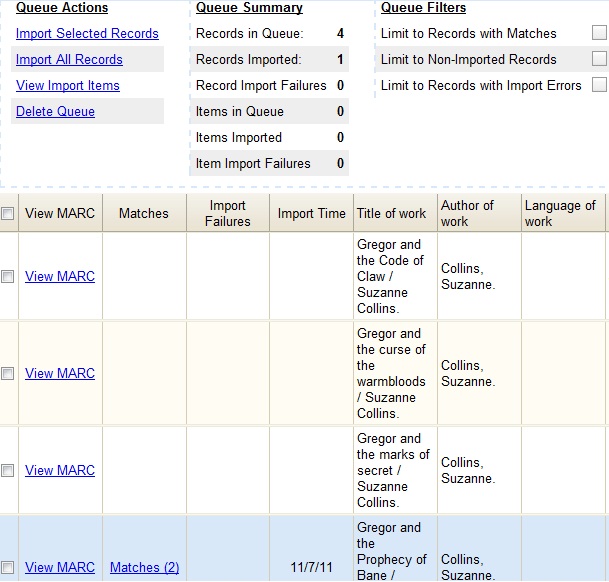 Queue Actions
Import Selected Records
Import All Records
View Import Items
Delete Queue
Queue Summary
Records in Queue: 4
Records Imported: 1
Record Import Failures 0
Items in Queue 0
Items Imported 0
Item Import Failures 0
Queue Filters
Limit to Records with Matches
Limit to Non-Imported Records
Limit to Records with Import Errors
View MARC
Matches
Import
Failures
Import Time
Title of work
Author of
work
Language of
work
View MARC
Gregor and
the Code of
Claw /
Suzanne
Collins.
Collins,
Suzanne.
View MARC
Gregor and
the curse of
the
warmbloods
/ Suzanne
Collins.
Collins,
Suzanne.
View MARC
Gregor and
the marks of
secret /
Suzanne
Collins.
Collins,
Suzanne.
View MARC
Matches (2)
11/7/11
Gregor and
the
Prophecy of
Bane /
Collins,
Suzanne.